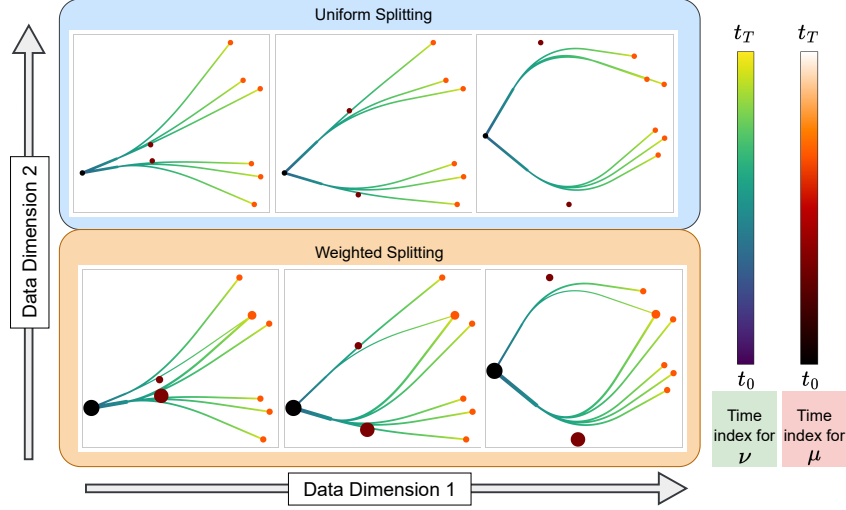 Uniform Splitting
Weighted Splitting
Data Dimension 2
Data Dimension 1
t_T
t_T
t_0
t_0
Time
index for
ν
Time
index for
μ